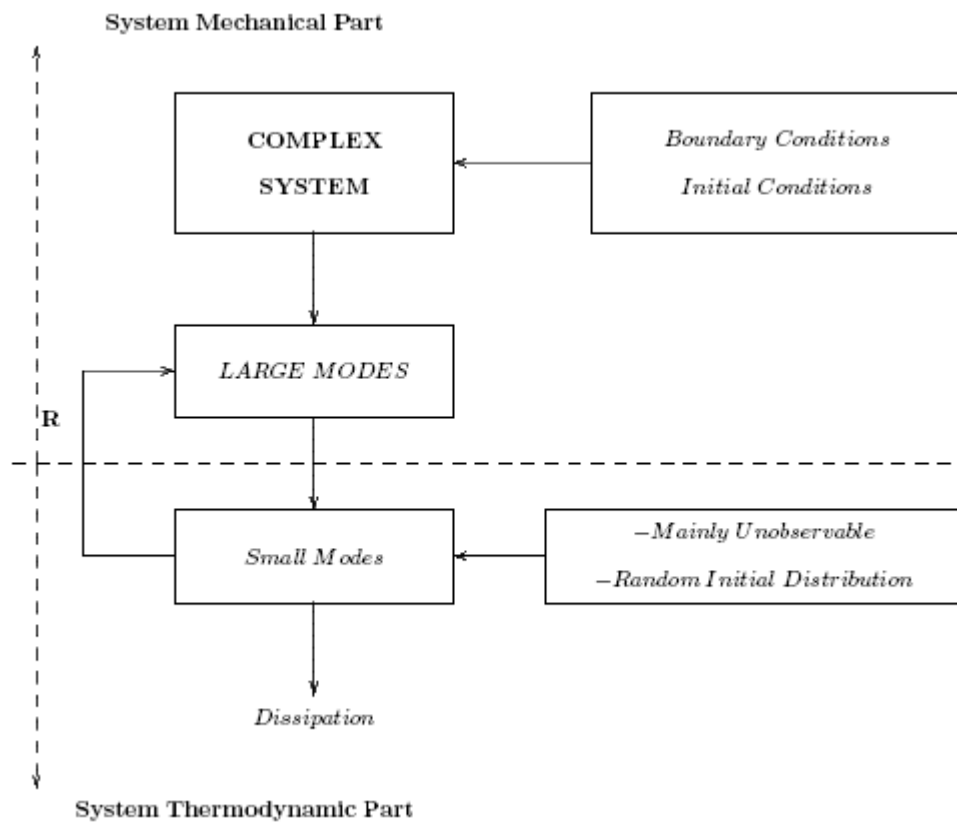 System Mechanical Part
COMPLEX
SYSTEM
Boundary Conditions
Initial Conditions
LARGE MODES
R
Small Modes
−Mainly Unobservable
−Random Initial Distribution
Dissipation
System Thermodynamic Part